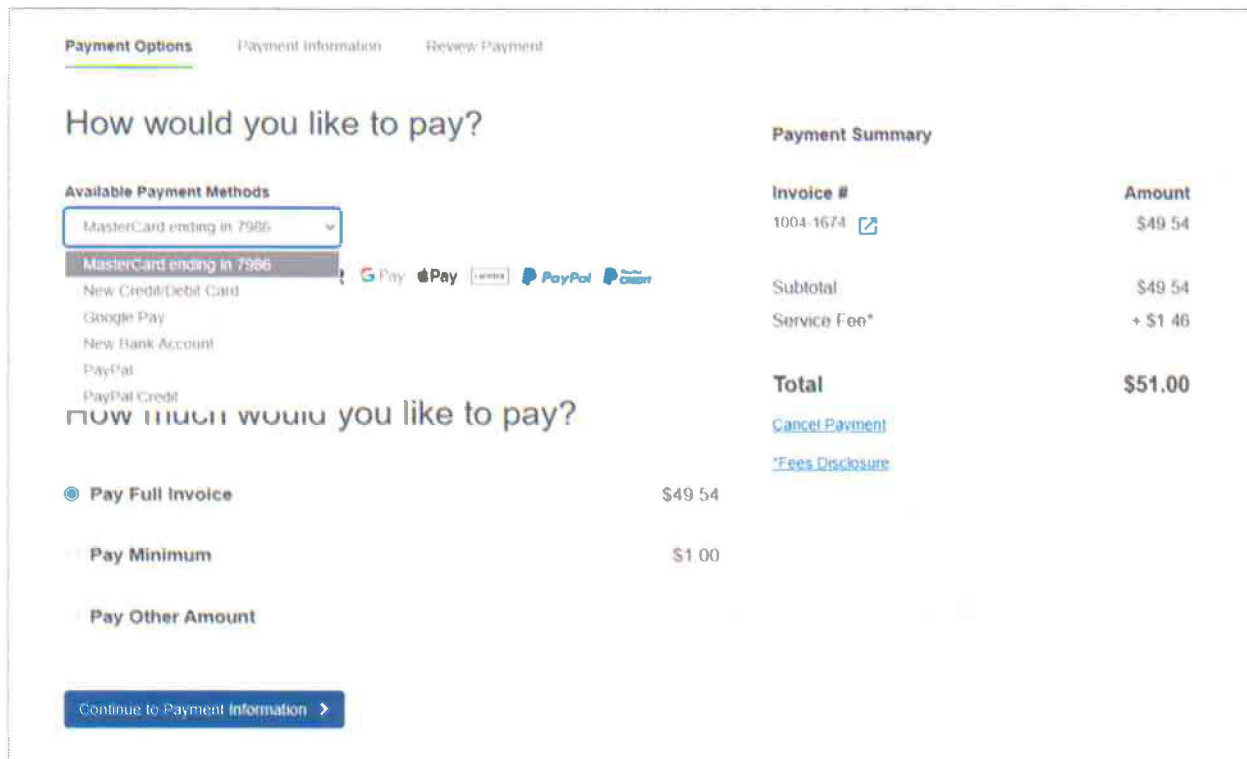 Payment Options Payment Information Review Payment
How would you like to pay?
Available Payment Methods
MasterCard ending in 7986
MasterCard ending in 7986
New Credit/Debit Card
Google Pay
New Bank Account
PayPal
PayPal Credit
G Pay Pay PayPal
How much would you like to pay?
Pay Full Invoice $49 54
Pay Minimum $1 00
Pay Other Amount
Continue to Payment Information
Payment Summary
Invoice # Amount
1004-1674 $49 54
Subtotal $49 54
Service Fee* + $1 46
Total $51.00
Cancel Payment
*Fees Disclosure